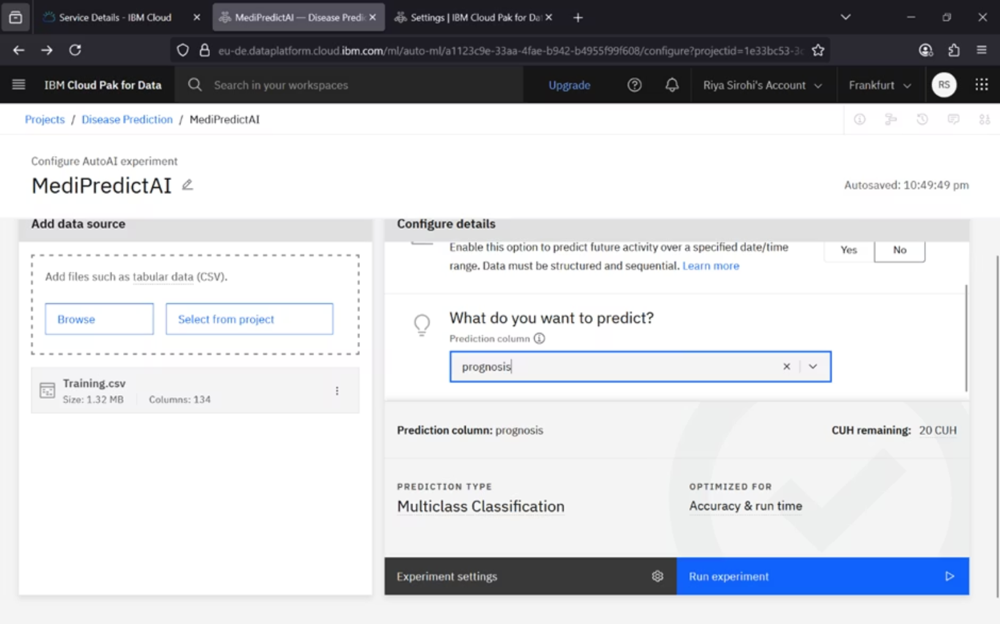 Service Details - IBM Cloud
MediPredictAI — Disease Predi
Settings | IBM Cloud Pak for Da
eu-de.dataplatform.cloud.ibm.com/ml/auto-ml/a1123c9e-33aa-4fae-b942-b4955f99f608/configure?projectid=1e33bc53-3c
IBM Cloud Pak for Data
Search in your workspaces
Upgrade
Riya Sirohi's Account
Frankfurt
RS
Projects / Disease Prediction / MediPredictAI
Configure AutoAI experiment
MediPredictAI
Autosaved: 10:49:49 pm
Add data source
Add files such as tabular data (CSV).
Browse
Select from project
Training.csv
Size: 1.32 MB
Columns: 134
Configure details
Enable this option to predict future activity over a specified date/time
range. Data must be structured and sequential. Learn more
Yes
No
What do you want to predict?
Prediction column
prognosis
Prediction column: prognosis
CUH remaining: 20 CUH
PREDICTION TYPE
Multiclass Classification
OPTIMIZED FOR
Accuracy & run time
Experiment settings
Run experiment